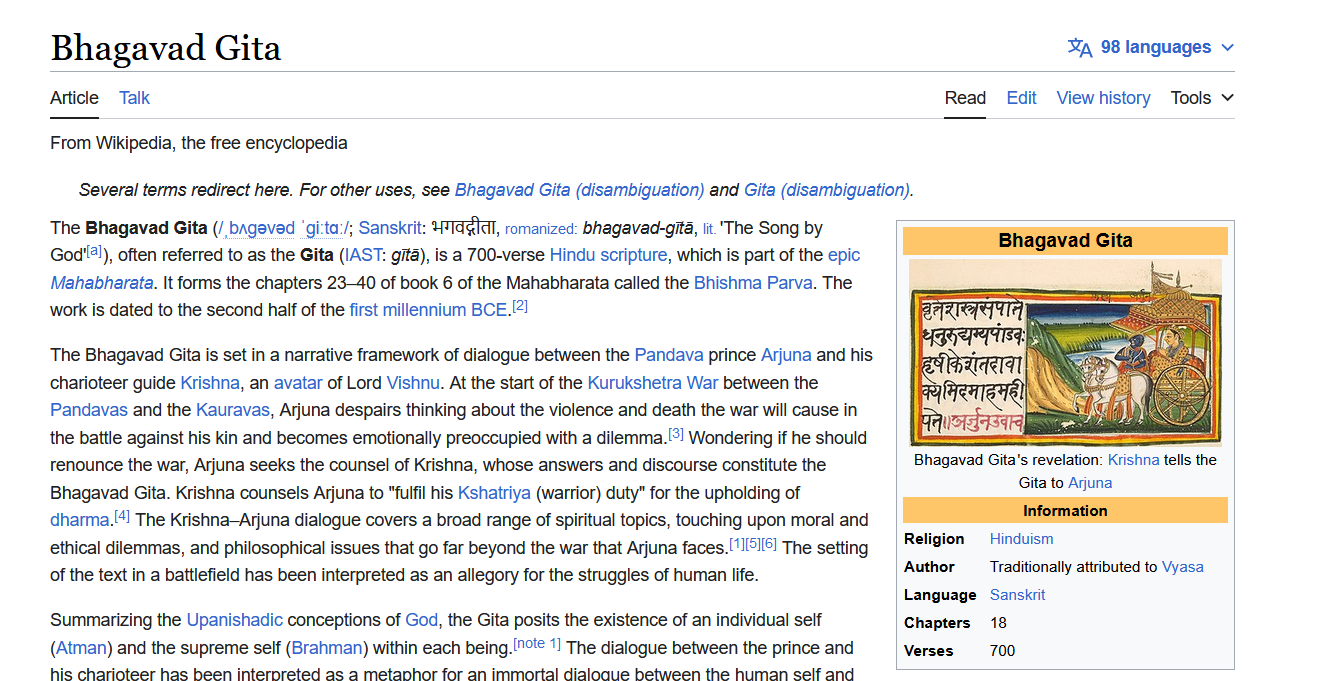 Bhagavad Gita
98 languages
Article Talk
Read Edit View history Tools
From Wikipedia, the free encyclopedia
Several terms redirect here. For other uses, see Bhagavad Gita (disambiguation) and Gita (disambiguation).
The Bhagavad Gita (/ˌbʌɡəvəd ˈɡiːtɑː/; Sanskrit: भगवद्गीता, romanized: bhagavad-gītā, lit. 'The Song by
God'[a]), often referred to as the Gita (IAST: gītā), is a 700-verse Hindu scripture, which is part of the epic
Mahabharata. It forms the chapters 23–40 of book 6 of the Mahabharata called the Bhishma Parva. The
work is dated to the second half of the first millennium BCE.[2]
The Bhagavad Gita is set in a narrative framework of dialogue between the Pandava prince Arjuna and his
charioteer guide Krishna, an avatar of Lord Vishnu. At the start of the Kurukshetra War between the
Pandavas and the Kauravas, Arjuna despairs thinking about the violence and death the war will cause in
the battle against his kin and becomes emotionally preoccupied with a dilemma.[3] Wondering if he should
renounce the war, Arjuna seeks the counsel of Krishna, whose answers and discourse constitute the
Bhagavad Gita. Krishna counsels Arjuna to "fulfil his Kshatriya (warrior) duty" for the upholding of
dharma.[4] The Krishna–Arjuna dialogue covers a broad range of spiritual topics, touching upon moral and
ethical dilemmas, and philosophical issues that go far beyond the war that Arjuna faces.[1][5][6] The setting
of the text in a battlefield has been interpreted as an allegory for the struggles of human life.
Summarizing the Upanishadic conceptions of God, the Gita posits the existence of an individual self
(Atman) and the supreme self (Brahman) within each being.[note 1] The dialogue between the prince and
his charioteer has been interpreted as a metaphor for an immortal dialogue between the human self and
Bhagavad Gita
धनुरुद्यम्यपांडवः
हृषीकेशंतदावा
क्यमिदमाहमही
पते॥अर्जुनउवाच
Bhagavad Gita's revelation: Krishna tells the
Gita to Arjuna
Information
Religion Hinduism
Author Traditionally attributed to Vyasa
Language Sanskrit
Chapters 18
Verses 700